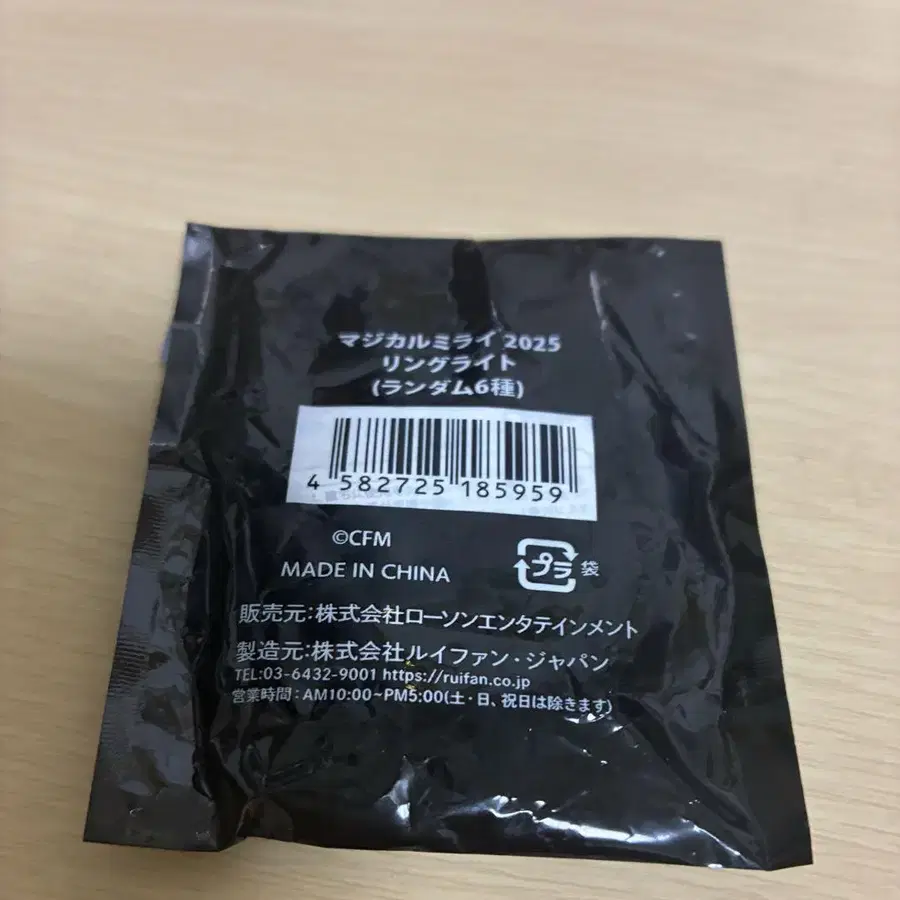 マジカルミライ 2025
リングライト
(ランダム6種)
4 582725 185959
©CFM
MADE IN CHINA
プラ 袋
販売元:株式会社ローソンエンタテインメント
製造元:株式会社ルイファン・ジャパン
TEL:03-6432-9001 https://ruifan.co.jp
営業時間:AM10:00~PM5:00(土・日、祝日は除きます)